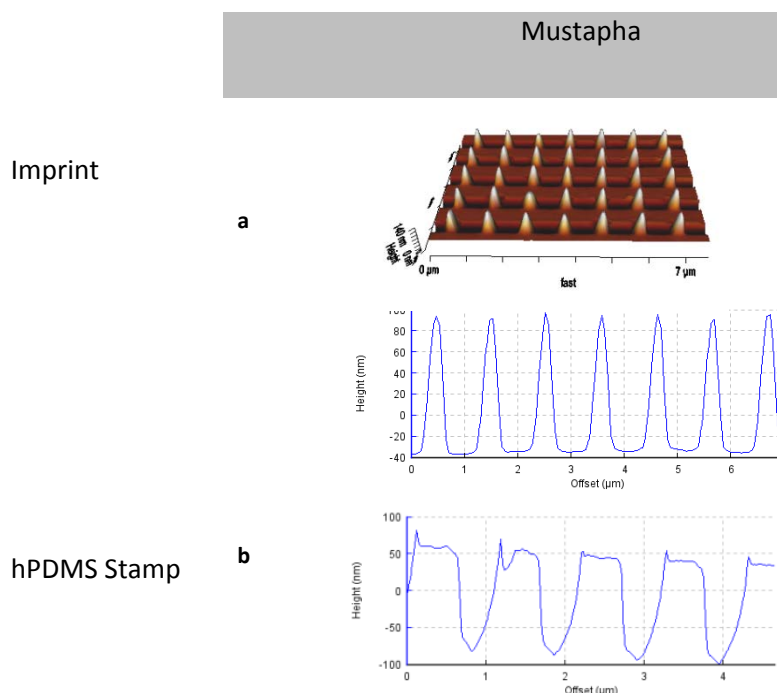 Mustapha
Imprint
a
0 µm
7 µm
fast
80
60
40
20
0
-20
-40
0 1 2 3 4 5 6
Height (nm)
Offset (µm)
hPDMS Stamp
b
100
50
0
-50
-100
0 1 2 3 4
Height (nm)
Offset (µm)